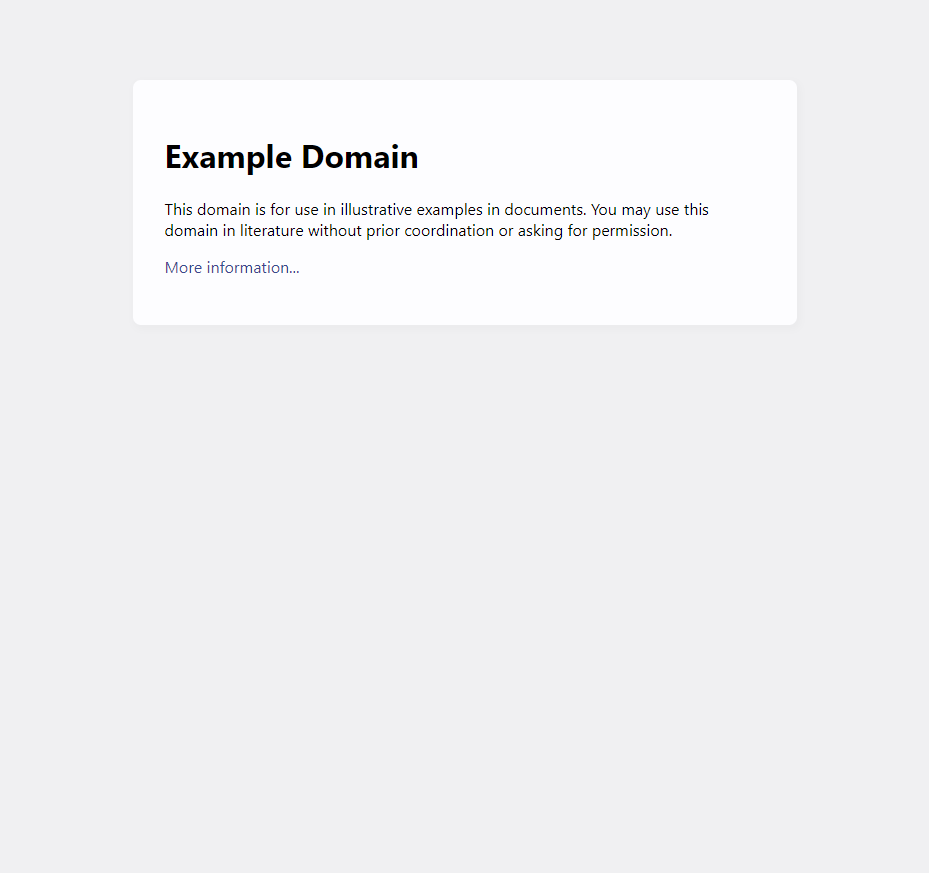 Example Domain
This domain is for use in illustrative examples in documents. You may use this
domain in literature without prior coordination or asking for permission.
More information...